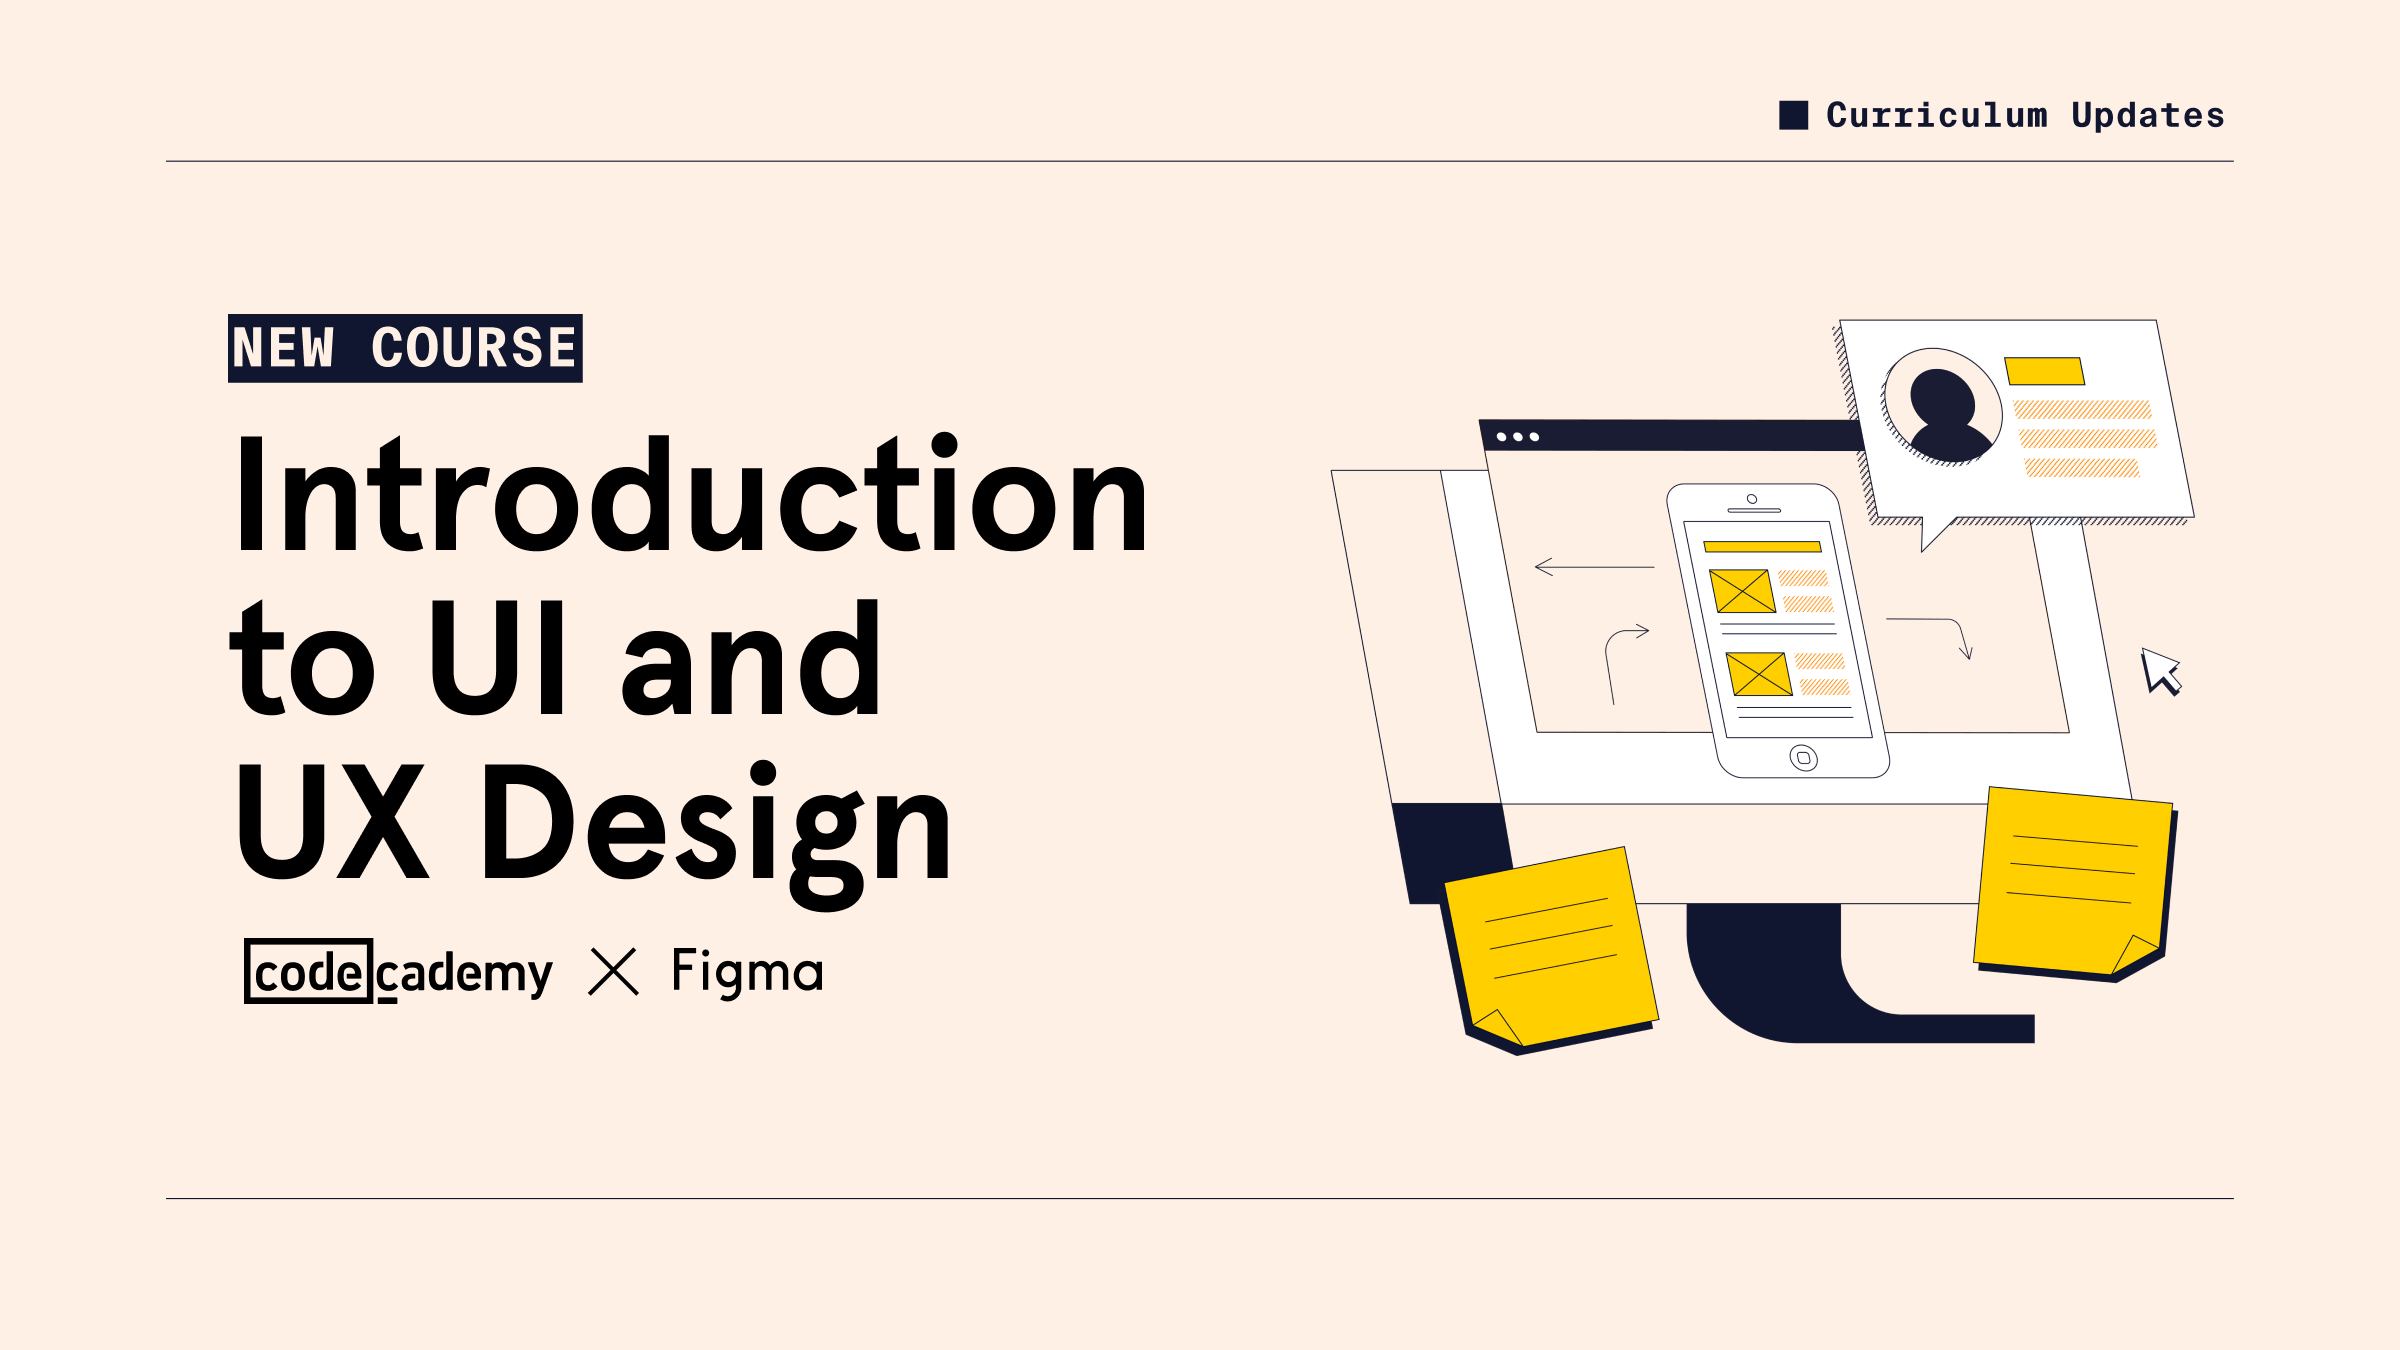 Curriculum Updates
NEW COURSE
Introduction
to UI and
UX Design
codecademy × Figma